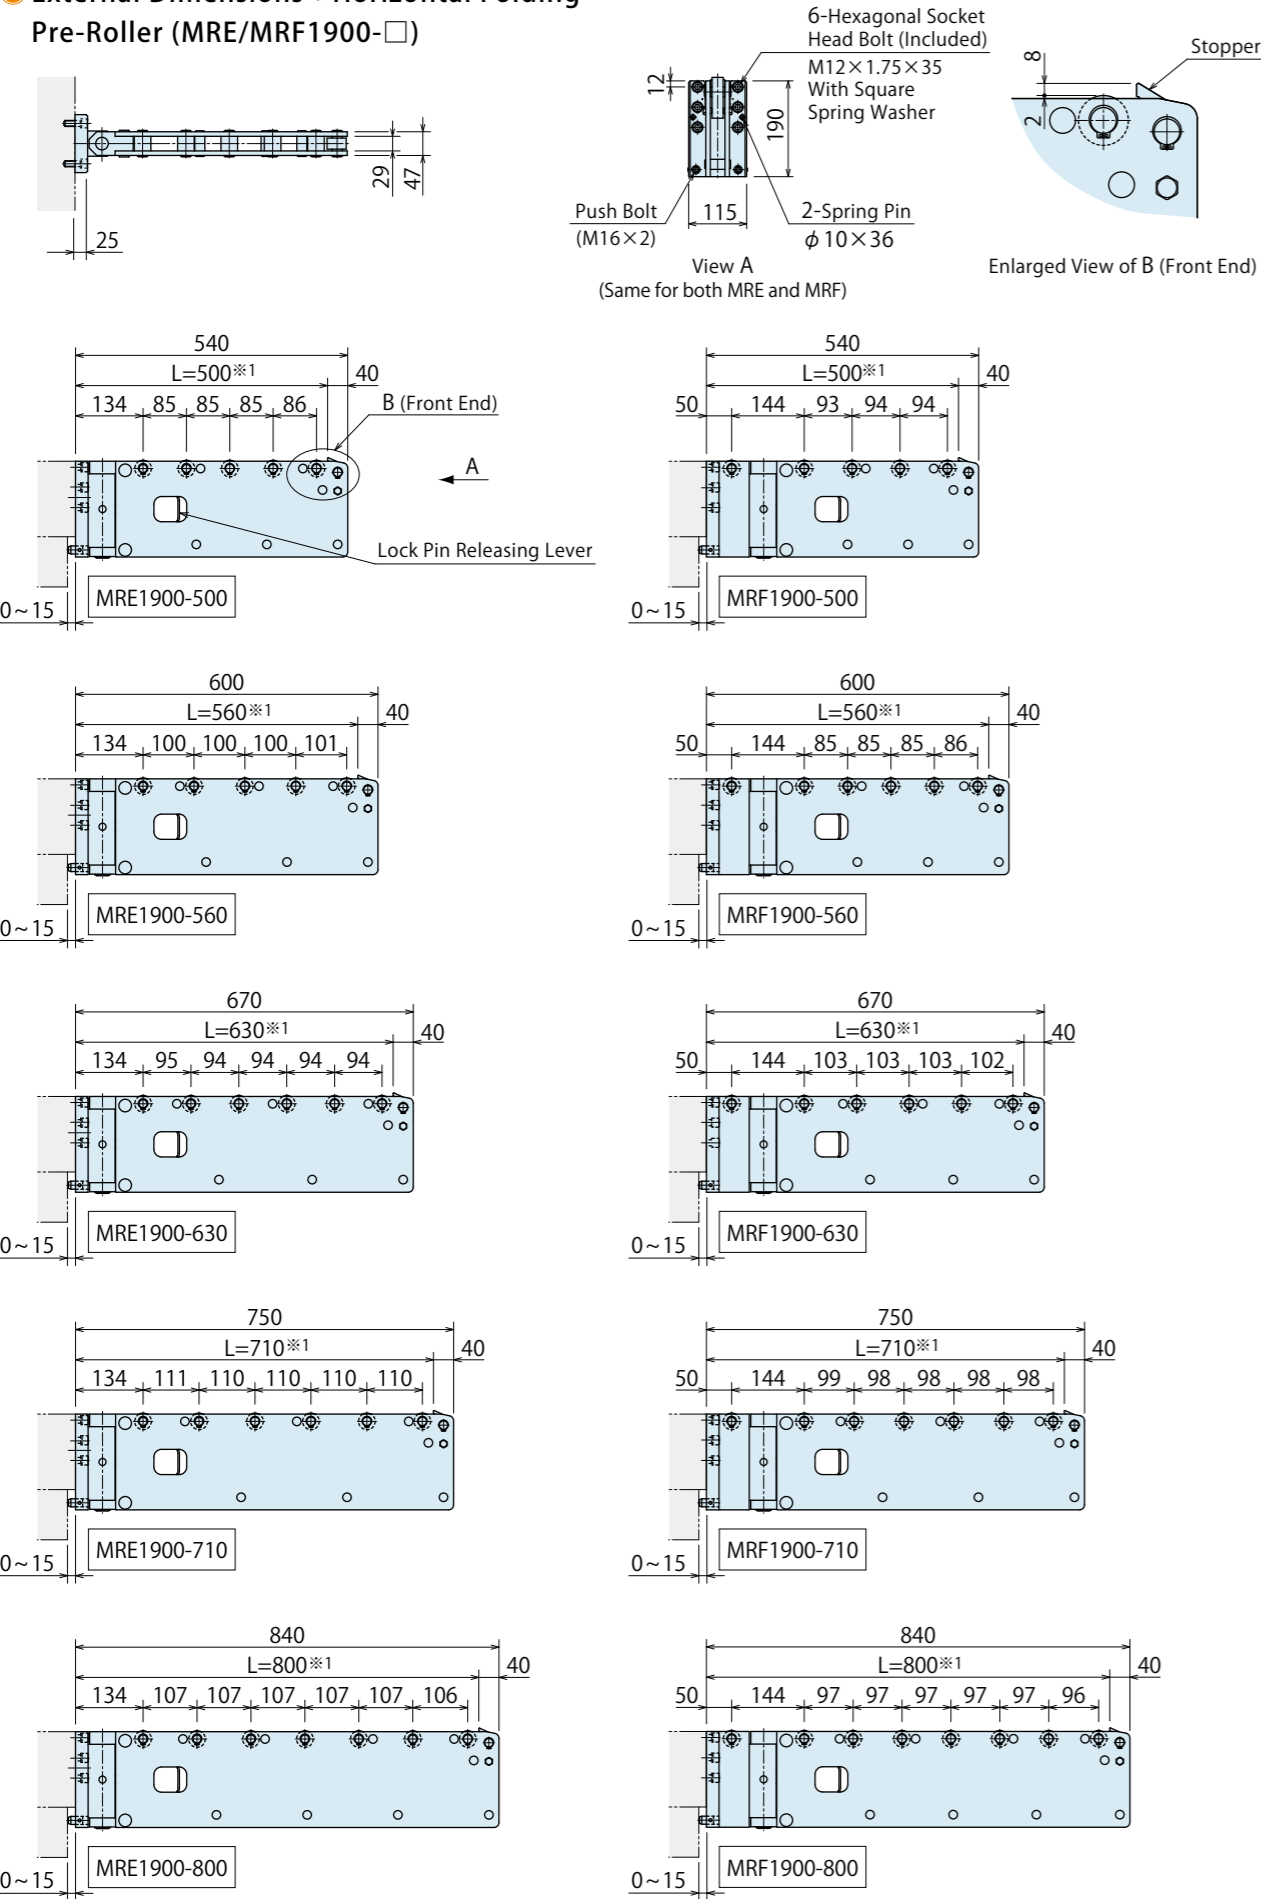 External Dimensions : Horizontal Folding
Pre-Roller (MRE/MRF1900-□)
25
29
47
6-Hexagonal Socket
Head Bolt (Included)
M12×1.75×35
With Square
Spring Washer
12
190
Push Bolt
(M16×2)
115
2-Spring Pin
φ 10×36
View A
(Same for both MRE and MRF)
Stopper
8
2
Enlarged View of B (Front End)
540
L=500※1
40
134 85 85 85 86
B (Front End)
A
Lock Pin Releasing Lever
MRE1900-500
0~15
540
L=500※1
40
50 144 93 94 94
MRF1900-500
0~15
600
L=560※1
40
134 100 100 100 101
MRE1900-560
0~15
600
L=560※1
40
50 144 85 85 85 86
MRF1900-560
0~15
670
L=630※1
40
134 95 94 94 94 94
MRE1900-630
0~15
670
L=630※1
40
50 144 103 103 103 102
MRF1900-630
0~15
750
L=710※1
40
134 111 110 110 110 110
MRE1900-710
0~15
750
L=710※1
40
50 144 99 98 98 98 98
MRF1900-710
0~15
840
L=800※1
40
134 107 107 107 107 107 106
MRE1900-800
0~15
840
L=800※1
40
50 144 97 97 97 97 97 96
MRF1900-800
0~15